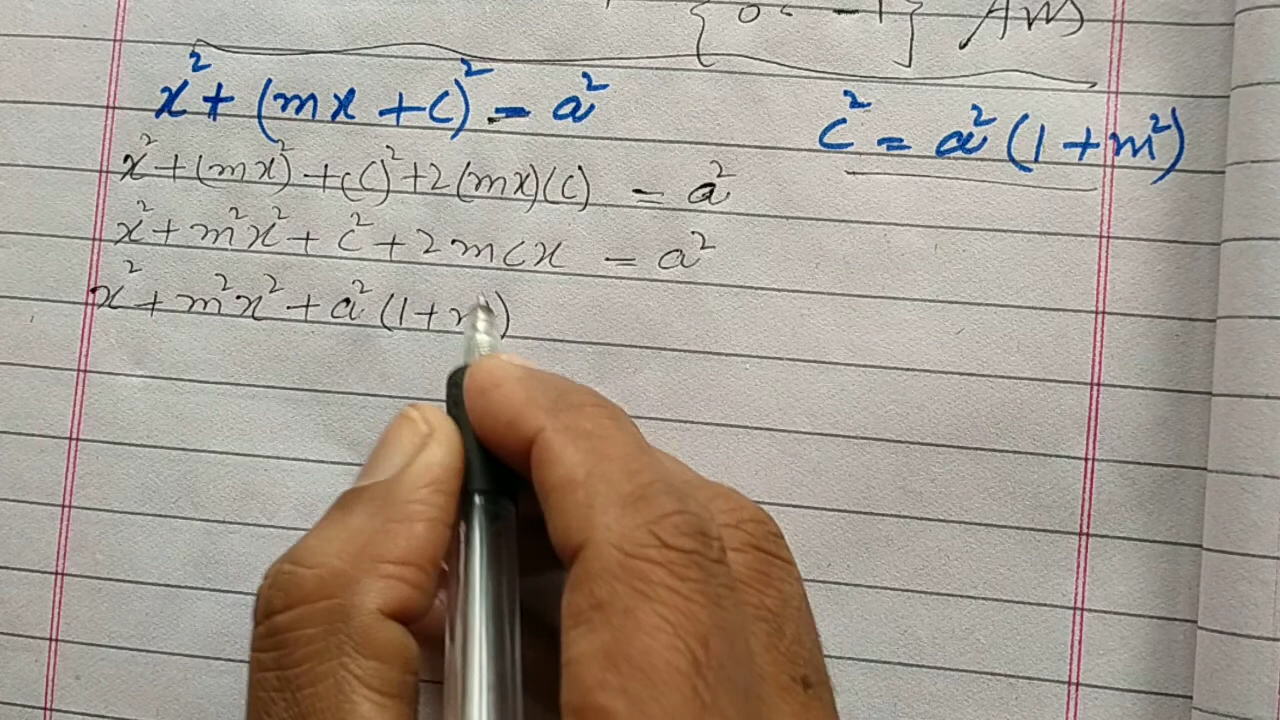 Ans
x² + (mx + c)² = a²
c² = a² (1 + m²)
x² + (mx)² + (c)² + 2(mx)(c) = a²
x² + m²x² + c² + 2mcx = a²
x² + m²x² + a² (1 +